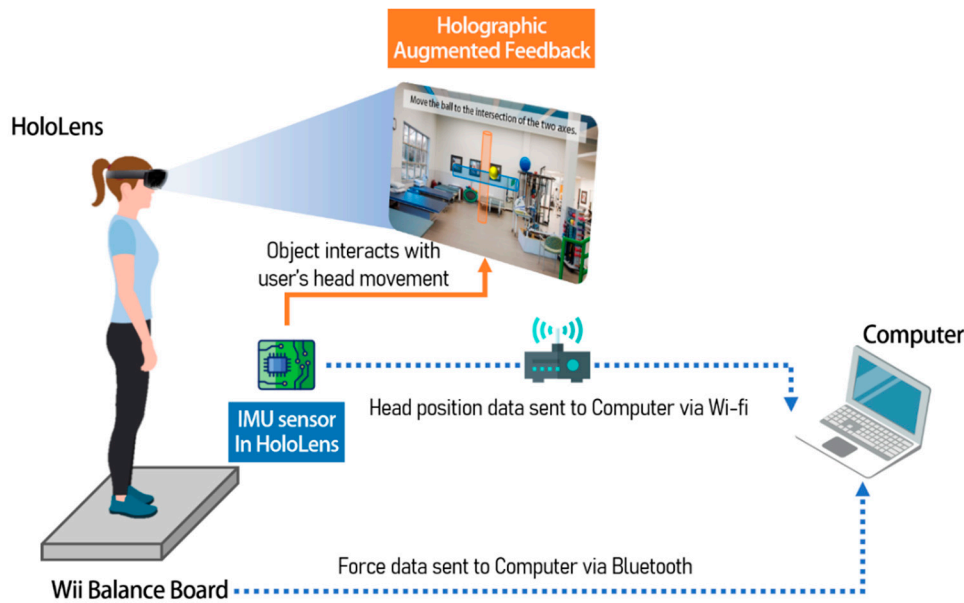 Holographic
Augmented Feedback
HoloLens
Move the ball to the intersection of the two axes.
Object interacts with
user's head movement
Computer
IMU sensor
In HoloLens
Head position data sent to Computer via Wi-fi
Wii Balance Board
Force data sent to Computer via Bluetooth